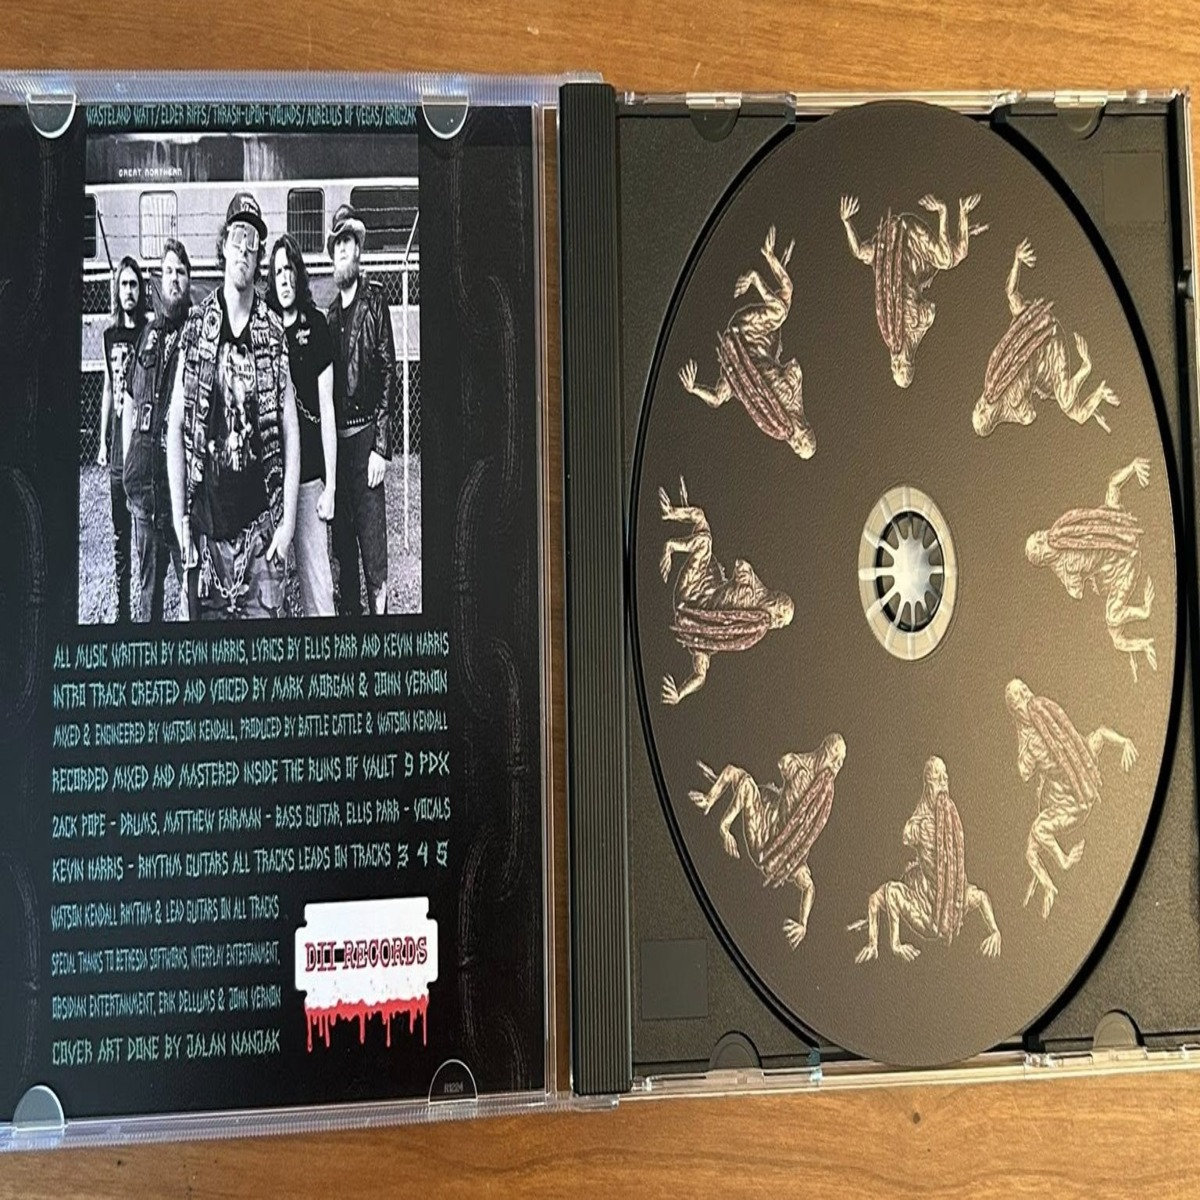 WASTELAND WATT/ELDER RIFFS/THRASH-UPON-WOUNDS/AURELIUS OF VEGAS/GROGZAK
GREAT NORTHERN
ALL MUSIC WRITTEN BY KEVIN HARRIS, LYRICS BY ELLIS PARR AND KEVIN HARRIS
INTRO TRACK CREATED AND VOICED BY MARK MORGAN & JOHN VERNON
MIXED & ENGINEERED BY WATSON KENDALL, PRODUCED BY BATTLE CATTLE & WATSON KENDALL
RECORDED MIXED AND MASTERED INSIDE THE RUINS OF VAULT 9 PDX
ZACK POPE - DRUMS, MATTHEW FAIRMAN - BASS GUITAR, ELLIS PARR - VOCALS
KEVIN HARRIS - RHYTHM GUITARS ALL TRACKS LEADS ON TRACKS 3 4 5
WATSON KENDALL RHYTHM & LEAD GUITARS ON ALL TRACKS
SPECIAL THANKS TO BETHESDA SOFTWORKS, INTERPLAY ENTERTAINMENT,
OBSIDIAN ENTERTAINMENT, ERIK DELLUMS & JOHN VERNON
COVER ART DONE BY JALAN NANJAK
DII RECORDS